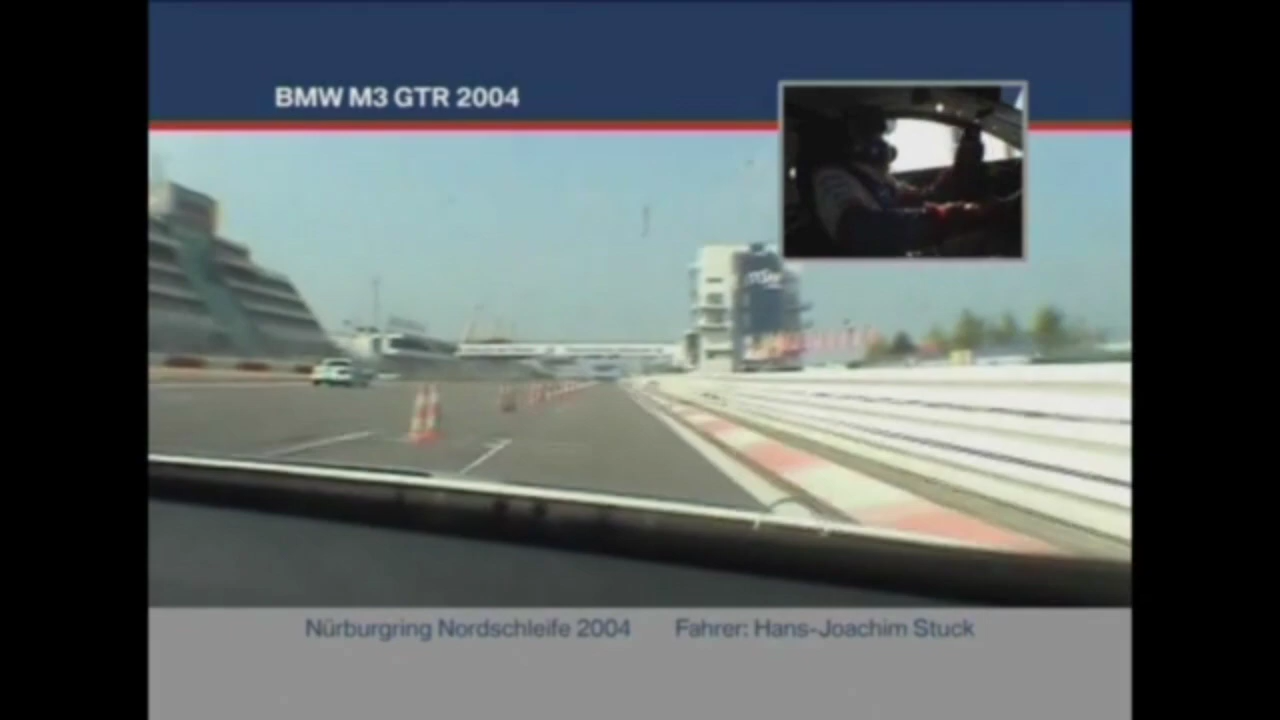 BMW M3 GTR 2004
Nürburgring Nordschleife 2004 Fahrer: Hans-Joachim Stuck